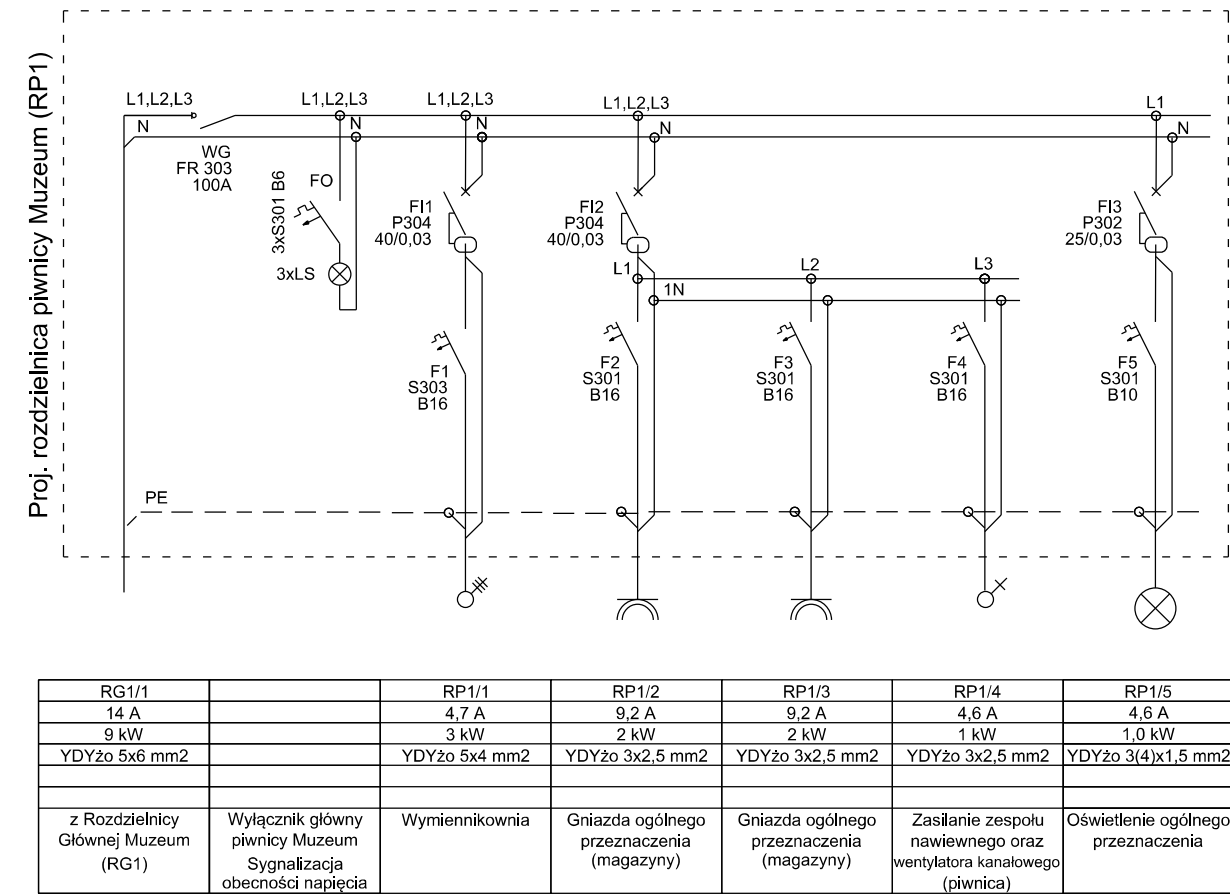 Proj. rozdzielnica piwnicy Muzeum (RP1)
L1,L2,L3 L1,L2,L3 L1,L2,L3 L1,L2,L3 L1
N N N N N
WG
FR 303
100A
3xS301 B6
FO
3xLS
FI1
P304
40/0,03
FI2
P304
40/0,03
FI3
P302
25/0,03
L1 L2 L3
1N
F1
S303
B16
F2
S301
B16
F3
S301
B16
F4
S301
B16
F5
S301
B10
PE
RG1/1 RP1/1 RP1/2 RP1/3 RP1/4 RP1/5
14 A 4,7 A 9,2 A 9,2 A 4,6 A 4,6 A
9 kW 3 kW 2 kW 2 kW 1 kW 1,0 kW
YDYżo 5x6 mm2 YDYżo 5x4 mm2 YDYżo 3x2,5 mm2 YDYżo 3x2,5 mm2 YDYżo 3x2,5 mm2 YDYżo 3(4)x1,5 mm2
z Rozdzielnicy
Głównej Muzeum
(RG1)
Wyłącznik główny
piwnicy Muzeum
Sygnalizacja
obecności napięcia
Wymiennikownia
Gniazda ogólnego
przeznaczenia
(magazyny)
Gniazda ogólnego
przeznaczenia
(magazyny)
Zasilanie zespołu
nawiewnego oraz
wentylatora kanałowego
(piwnica)
Oświetlenie ogólnego
przeznaczenia